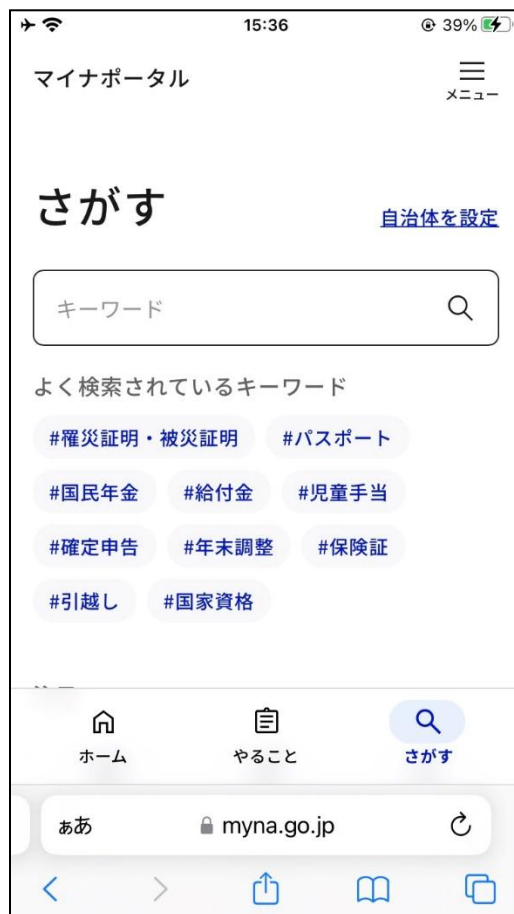 15:36
39%
マイナポータル
メニュー
さがす
自治体を設定
キーワード
よく検索されているキーワード
#罹災証明・被災証明 #パスポート
#国民年金 #給付金 #児童手当
#確定申告 #年末調整 #保険証
#引越し #国家資格
ホーム やること さがす
ぁあ myna.go.jp